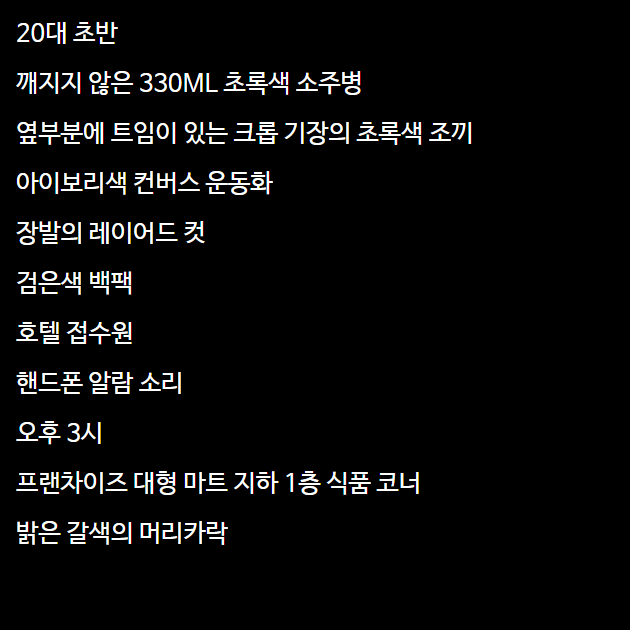 20대 초반
깨지지 않은 330ML 초록색 소주병
옆부분에 트임이 있는 크롭 기장의 초록색 조끼
아이보리색 컨버스 운동화
장발의 레이어드 컷
검은색 백팩
호텔 접수원
핸드폰 알람 소리
오후 3시
프랜차이즈 대형 마트 지하 1층 식품 코너
밝은 갈색의 머리카락